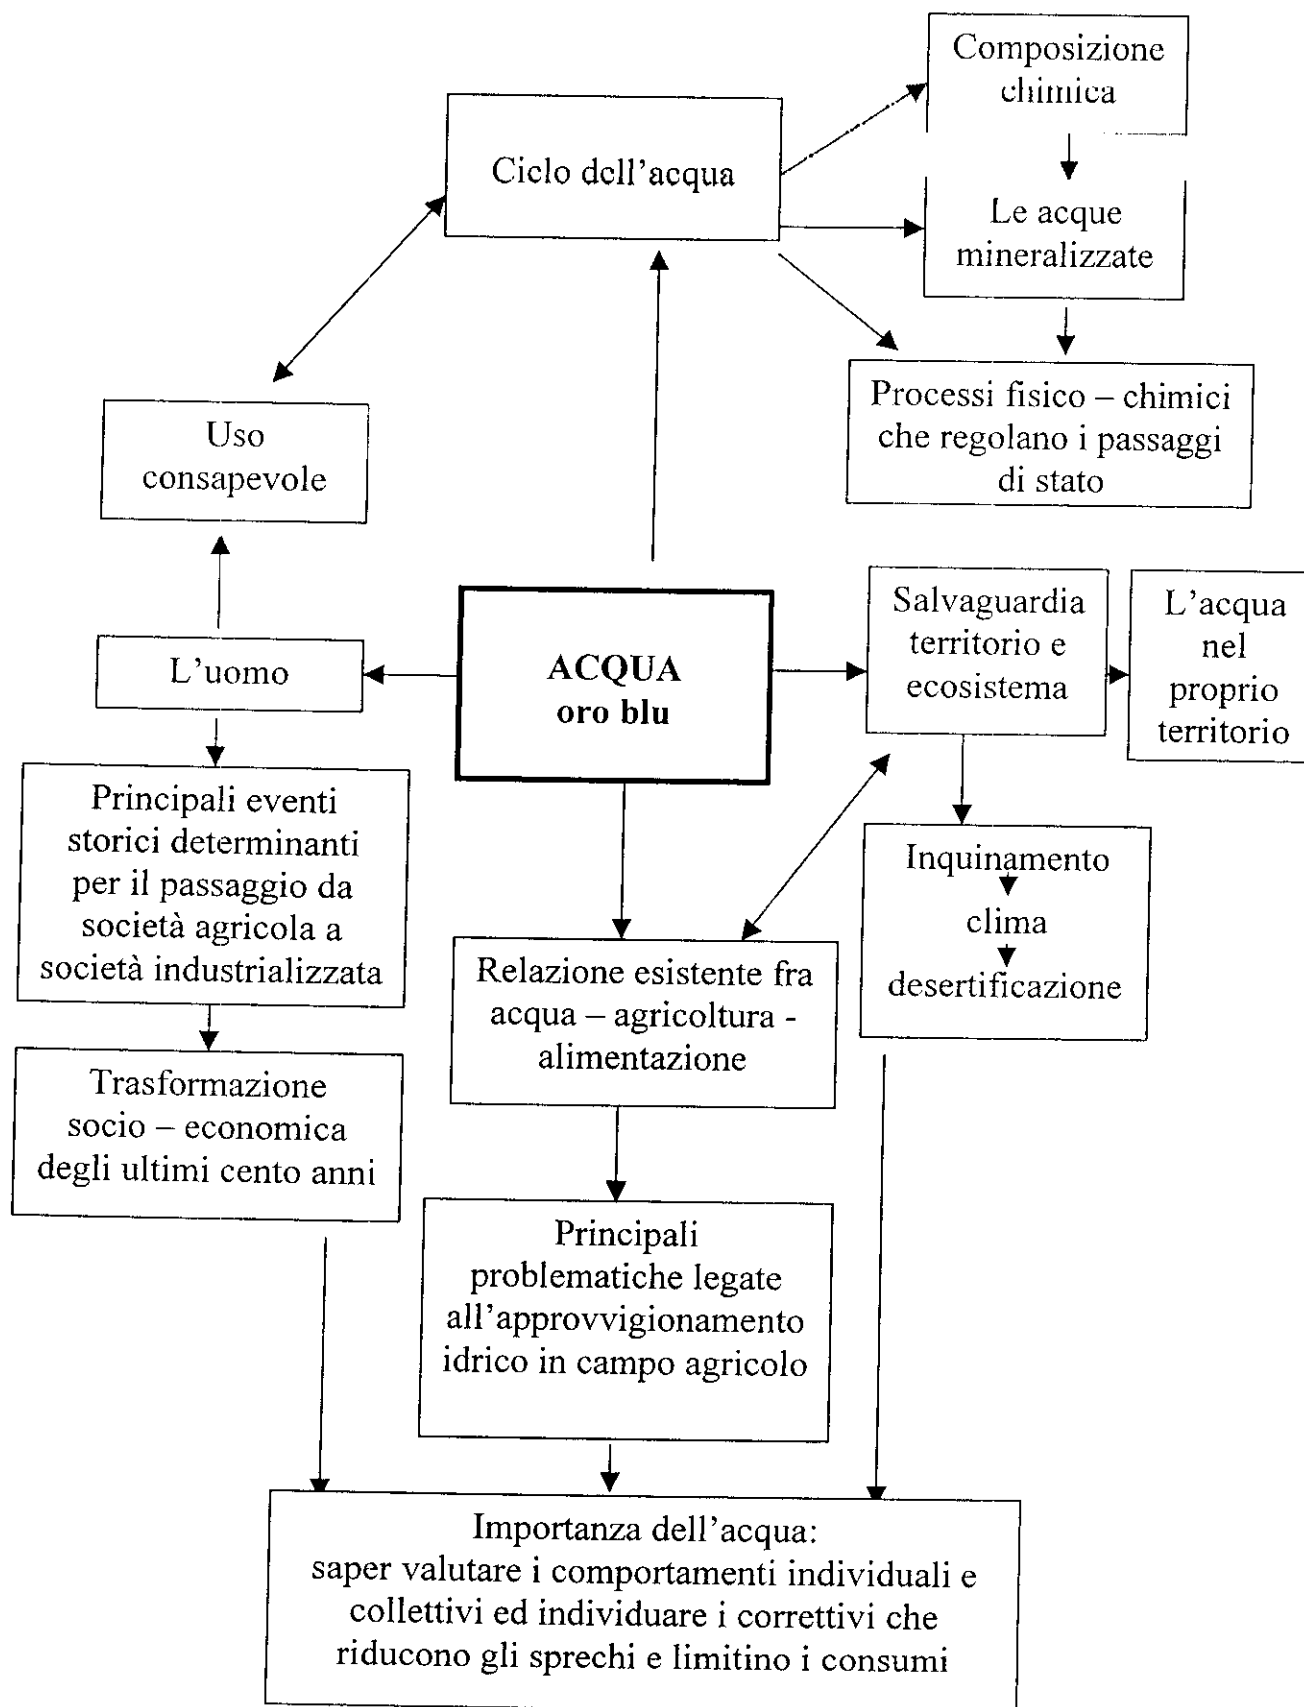 Composizione
chimica
Ciclo dell'acqua
Le acque
mineralizzate
Processi fisico – chimici
che regolano i passaggi
di stato
Uso
consapevole
L'uomo
ACQUA
oro blu
Salvaguardia
territorio e
ecosistema
L'acqua
nel
proprio
territorio
Principali eventi
storici determinanti
per il passaggio da
società agricola a
società industrializzata
Inquinamento
clima
desertificazione
Relazione esistente fra
acqua – agricoltura -
alimentazione
Trasformazione
socio – economica
degli ultimi cento anni
Principali
problematiche legate
all'approvvigionamento
idrico in campo agricolo
Importanza dell'acqua:
saper valutare i comportamenti individuali e
collettivi ed individuare i correttivi che
riducono gli sprechi e limitino i consumi